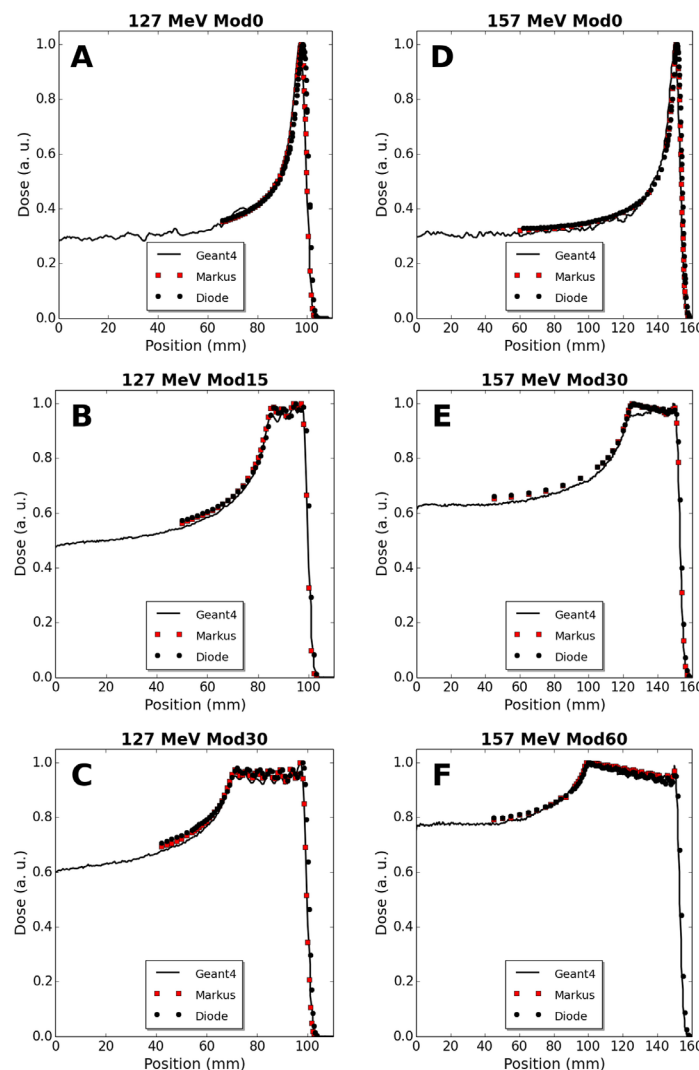 127 MeV Mod0
A
Dose (a. u.)
1.0
0.8
0.6
0.4
0.2
0.0
Geant4
Markus
Diode
0 20 40 60 80 100
Position (mm)
157 MeV Mod0
D
Dose (a. u.)
1.0
0.8
0.6
0.4
0.2
0.0
Geant4
Markus
Diode
0 20 40 60 80 100 120 140 160
Position (mm)
127 MeV Mod15
B
Dose (a. u.)
1.0
0.8
0.6
0.4
0.2
0.0
Geant4
Markus
Diode
0 20 40 60 80 100
Position (mm)
157 MeV Mod30
E
Dose (a. u.)
1.0
0.8
0.6
0.4
0.2
0.0
Geant4
Markus
Diode
0 20 40 60 80 100 120 140 160
Position (mm)
127 MeV Mod30
C
Dose (a. u.)
1.0
0.8
0.6
0.4
0.2
0.0
Geant4
Markus
Diode
0 20 40 60 80 100
Position (mm)
157 MeV Mod60
F
Dose (a. u.)
1.0
0.8
0.6
0.4
0.2
0.0
Geant4
Markus
Diode
0 20 40 60 80 100 120 140 160
Position (mm)